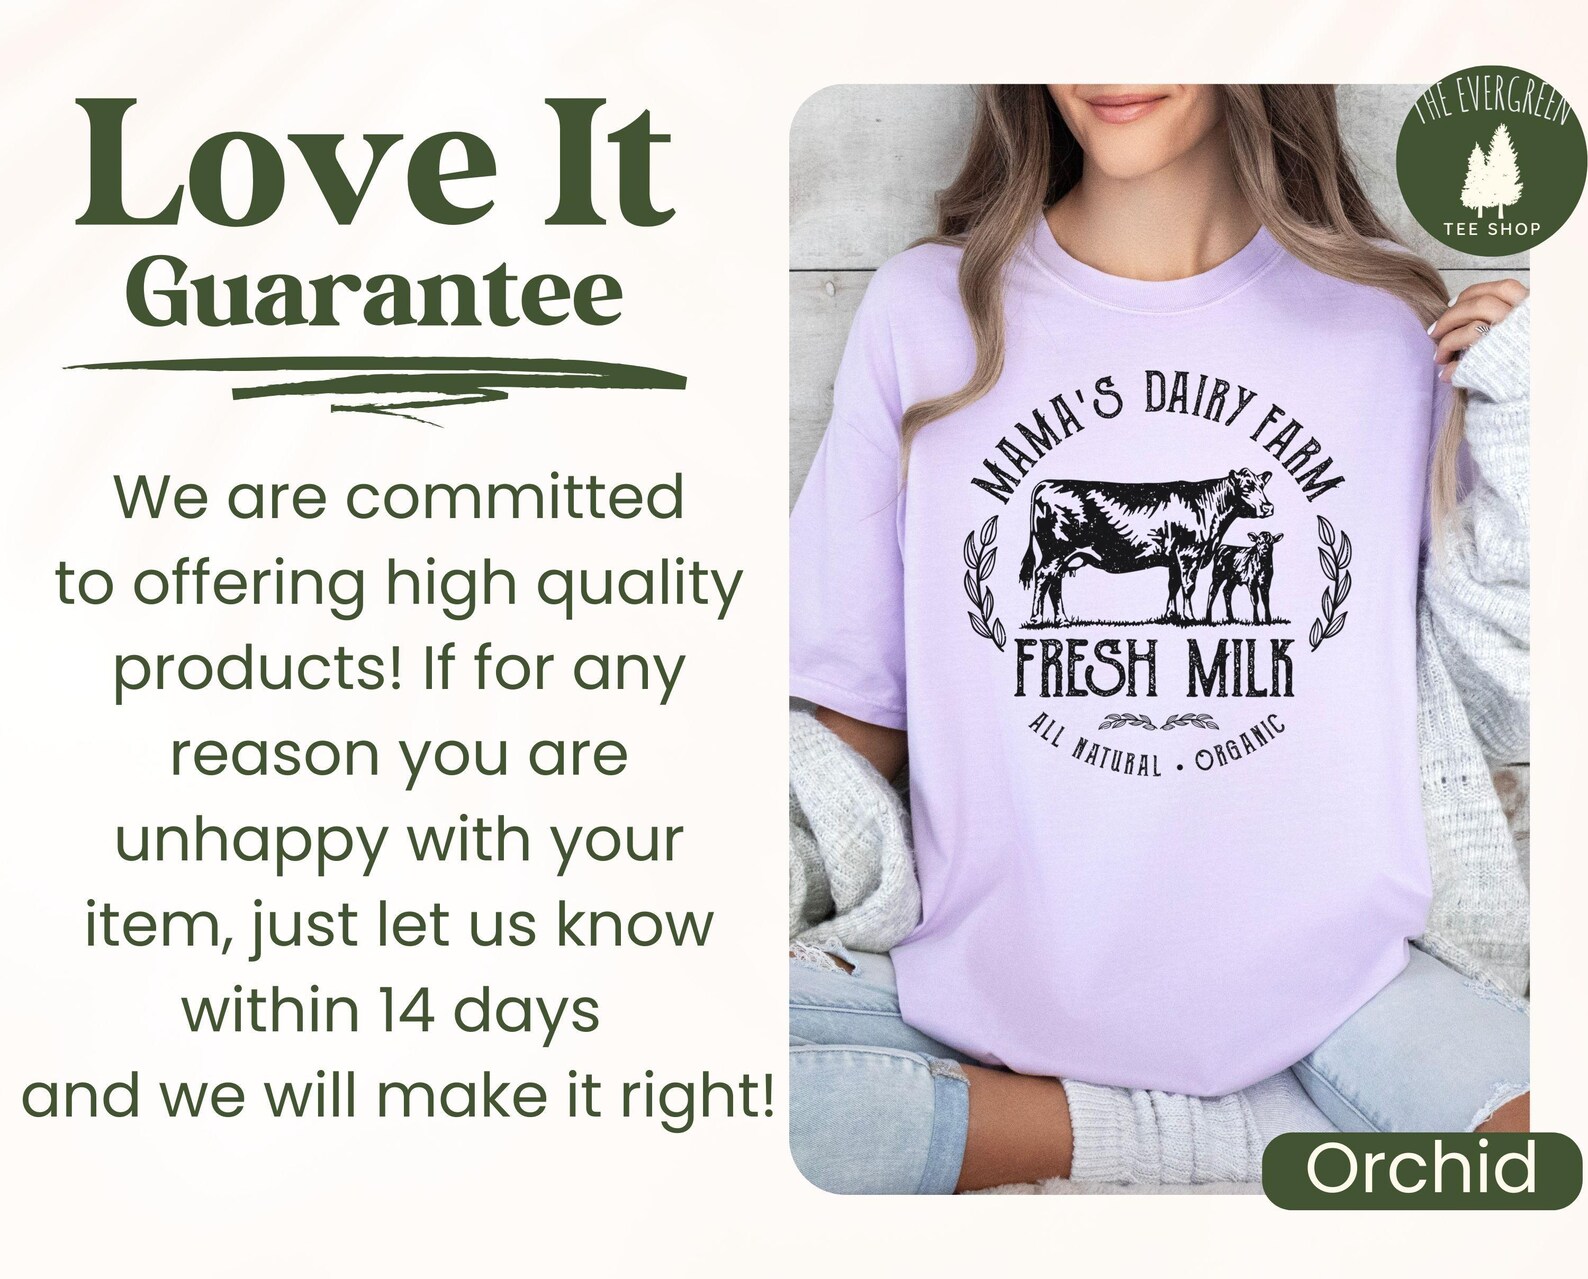 Love It
Guarantee
We are committed
to offering high quality
products! If for any
reason you are
unhappy with your
item, just let us know
within 14 days
and we will make it right!
THE EVERGREEN
TEE SHOP
MAMA'S DAIRY FARM
FRESH MILK
ALL NATURAL • ORGANIC
Orchid